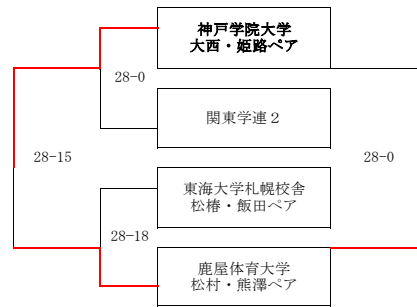 神戸学院大学
大西・姫路ペア
28-0
関東学連２
28-15
28-0
東海大学札幌校舎
松椿・飯田ペア
28-18
鹿屋体育大学
松村・熊澤ペア